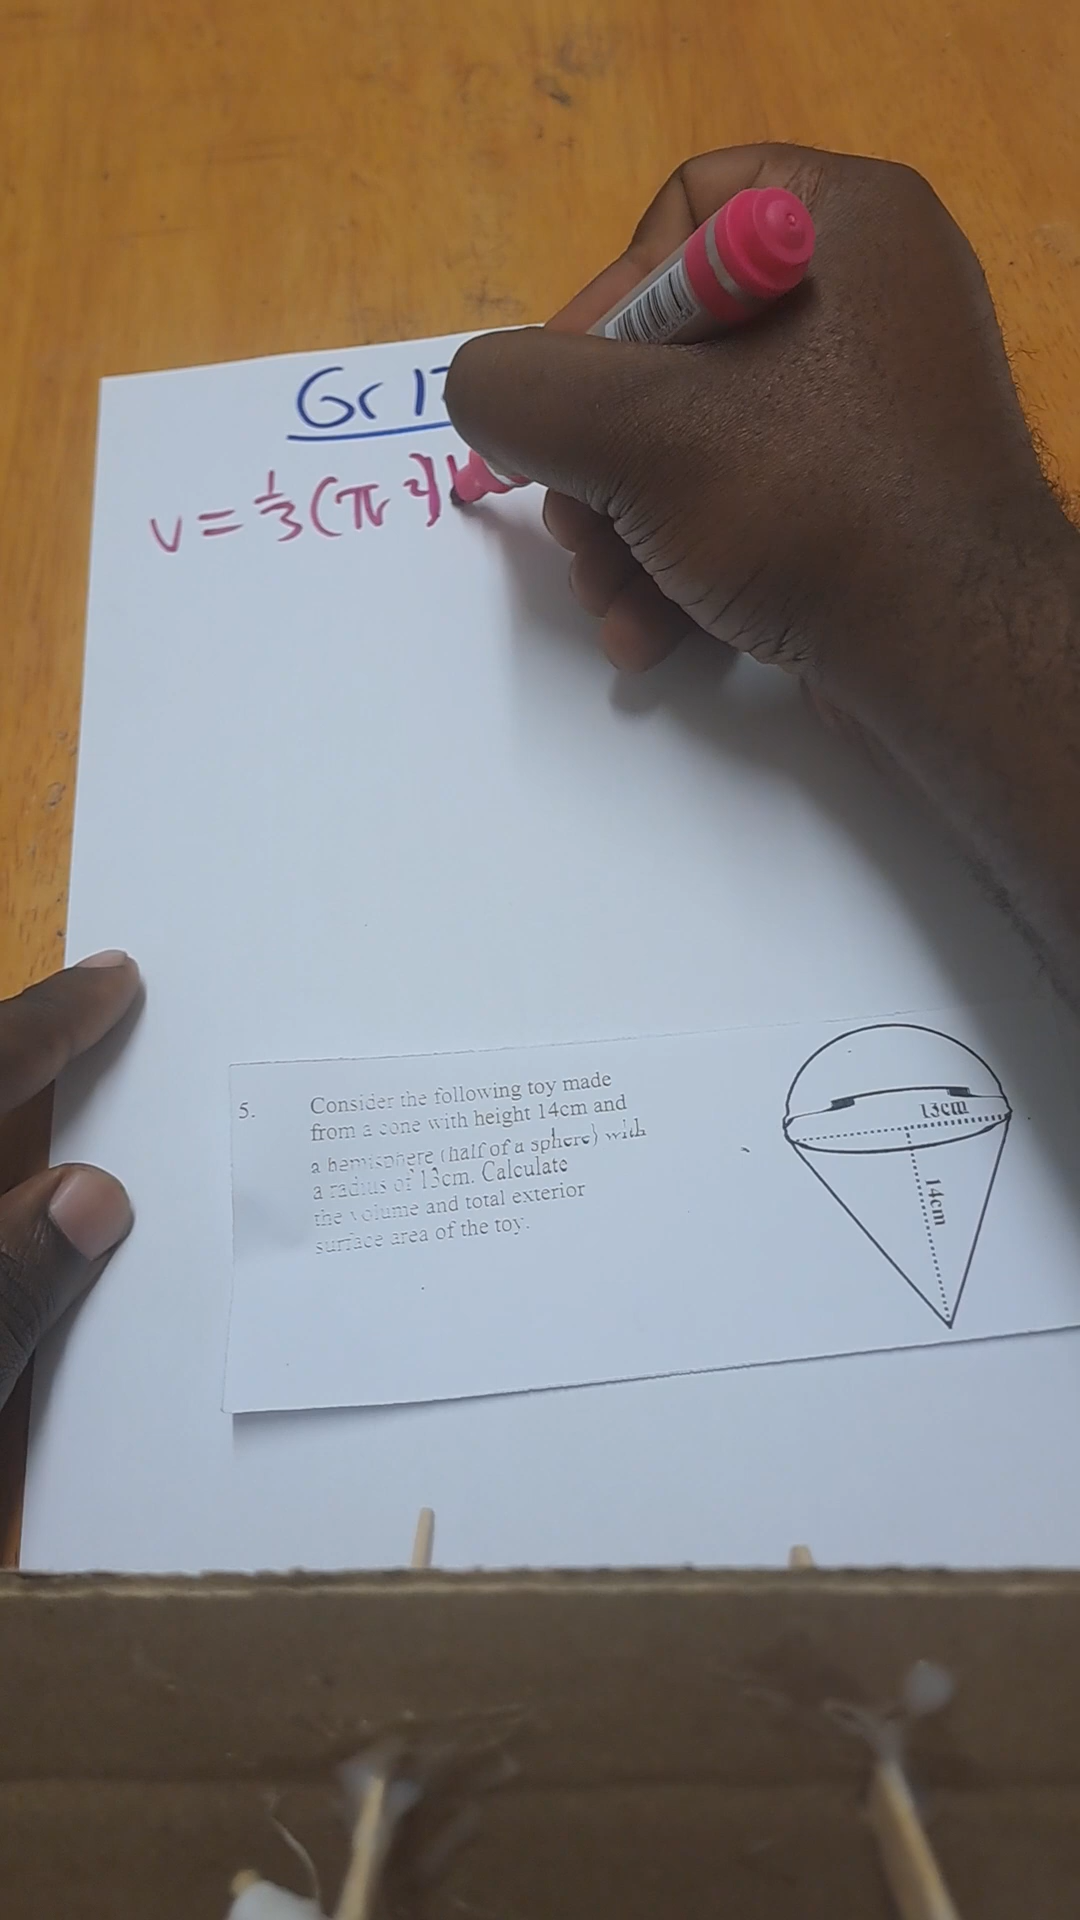 Gr 1
V = 1/3 (πr²) h
5. Consider the following toy made
from a cone with height 14cm and
a hemisphere (half of a sphere) with
a radius of 13cm. Calculate
the volume and total exterior
surface area of the toy.
13cm
14cm